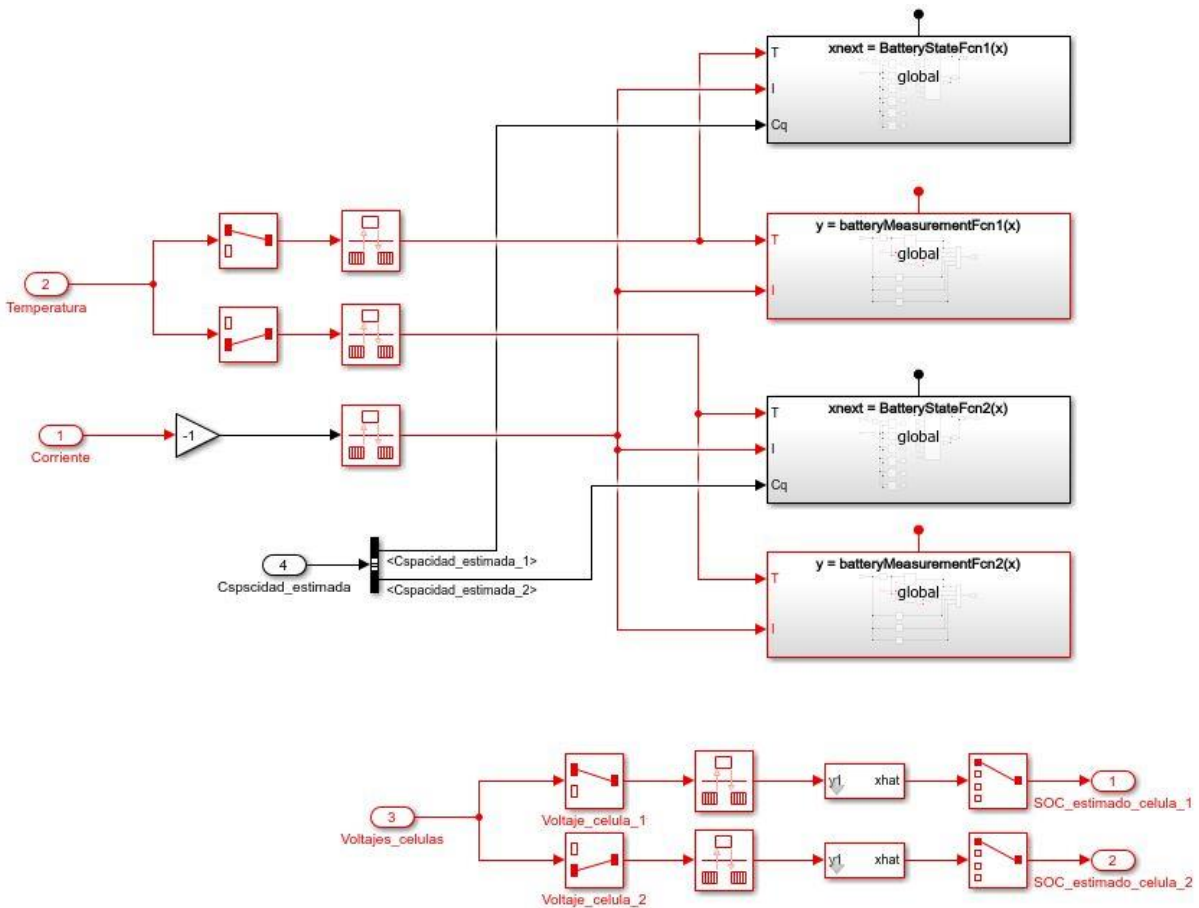 xnext = BatteryStateFcn1(x)
T
global
I
Cq
y = batteryMeasurementFcn1(x)
T
global
I
2
Temperatura
xnext = BatteryStateFcn2(x)
T
global
I
Cq
1
Corriente
-1
4
Cspscidad_estimada
<Cspacidad_estimada_1>
<Cspacidad_estimada_2>
y = batteryMeasurementFcn2(x)
T
global
I
3
Voltajes_celulas
Voltaje_celula_1
y1 xhat
1
SOC_estimado_celula_1
Voltaje_celula_2
y1 xhat
2
SOC_estimado_celula_2